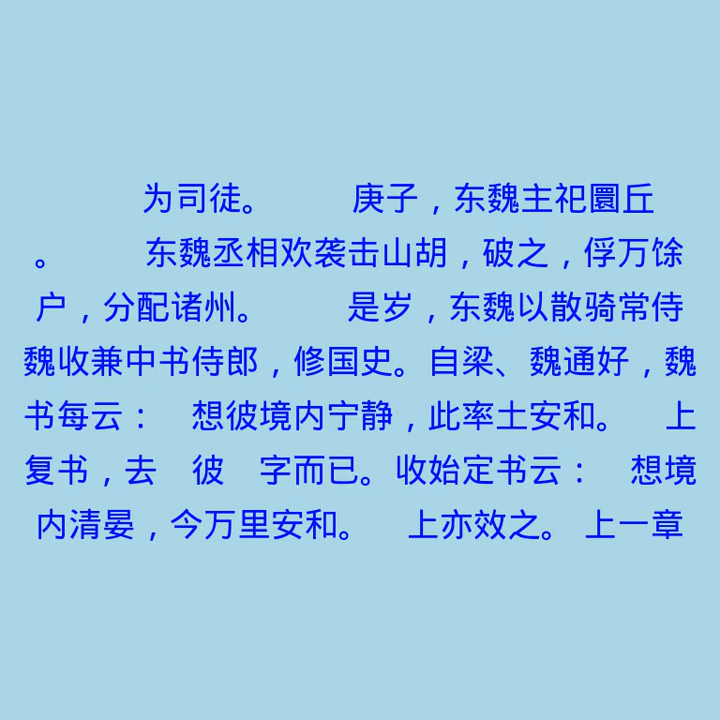 为司徒。 庚子，东魏主祀圜丘
。 东魏丞相欢袭击山胡，破之，俘万馀
户，分配诸州。 是岁，东魏以散骑常侍
魏收兼中书侍郎，修国史。自梁、魏通好，魏
书每云： 想彼境内宁静，此率土安和。 上
复书，去 彼 字而已。收始定书云： 想境
内清晏，今万里安和。 上亦效之。 上一章